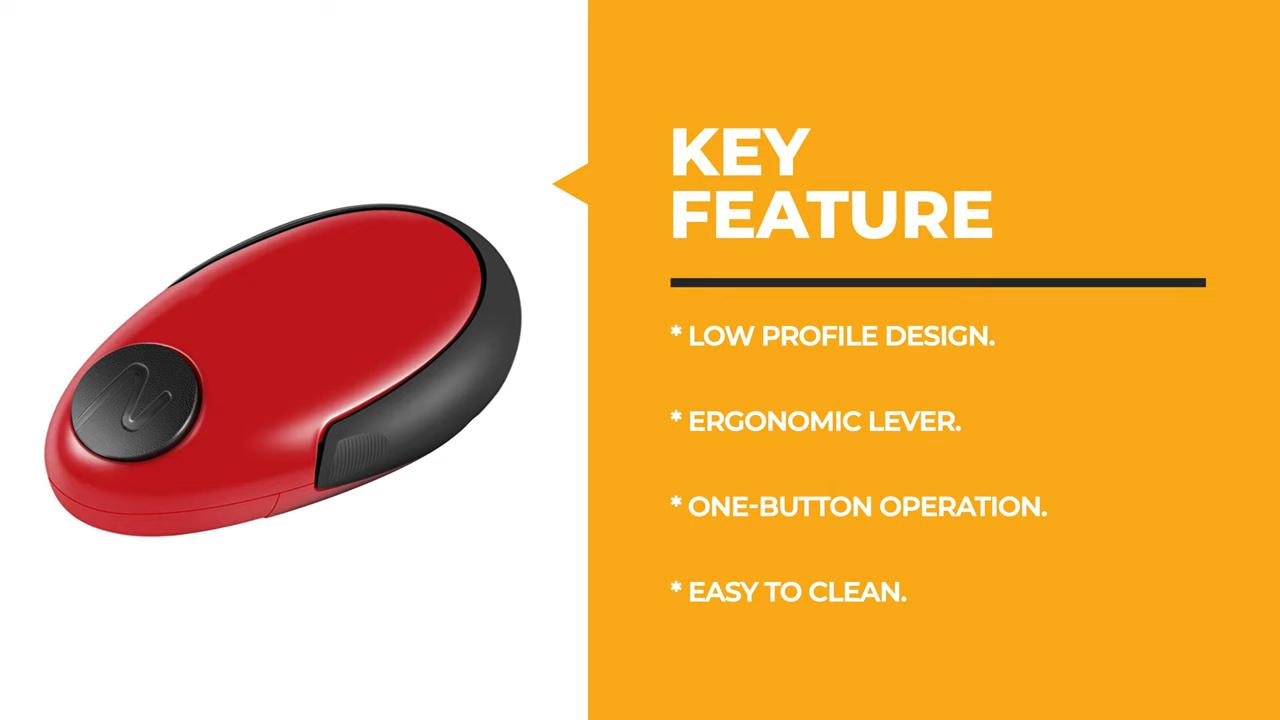 KEY
FEATURE
* LOW PROFILE DESIGN.
* ERGONOMIC LEVER.
* ONE-BUTTON OPERATION.
* EASY TO CLEAN.